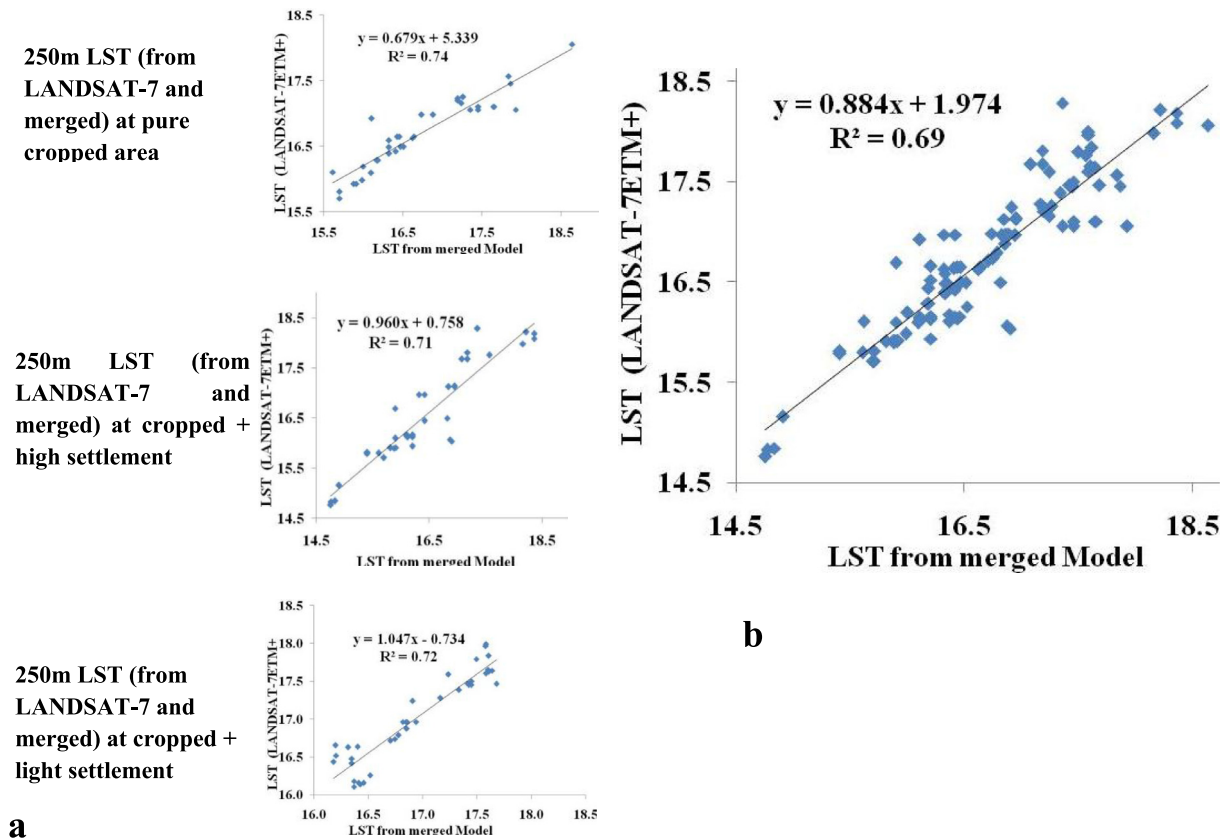 250m LST (from
LANDSAT-7 and
merged) at pure
cropped area
LST (LANDSAT-7ETM+)
18.5
17.5
16.5
15.5
y = 0.679x + 5.339
R² = 0.74
15.5 16.5 17.5 18.5
LST from merged Model
250m LST (from
LANDSAT-7 and
merged) at cropped +
high settlement
LST (LANDSAT-7ETM+)
18.5
17.5
16.5
15.5
14.5
y = 0.960x + 0.758
R² = 0.71
14.5 16.5 18.5
LST from merged Model
250m LST (from
LANDSAT-7 and
merged) at cropped +
light settlement
LST (LANDSAT-7ETM+
18.5
18.0
17.5
17.0
16.5
16.0
y = 1.047x - 0.734
R² = 0.72
16.0 16.5 17.0 17.5 18.0 18.5
LST from merged Model
a
LST (LANDSAT-7ETM+)
18.5
17.5
16.5
15.5
14.5
y = 0.884x + 1.974
R² = 0.69
14.5 16.5 18.5
LST from merged Model
b